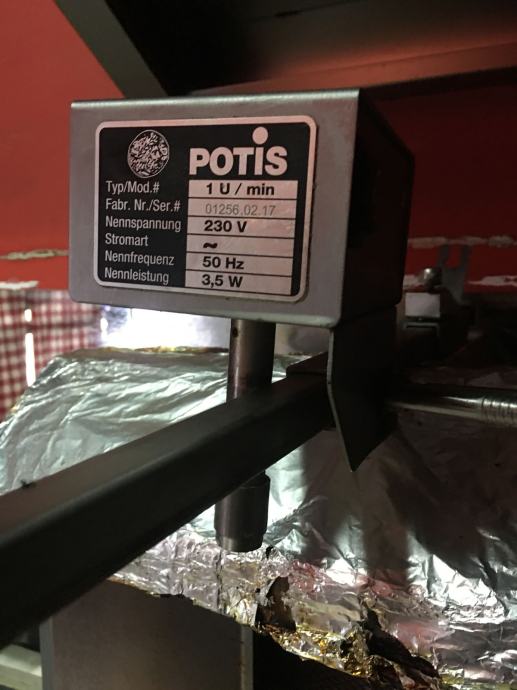 POTIS
Typ/Mod.# 1 U / min
Fabr. Nr./Ser.# 01256.02.17
Nennspannung 230 V
Stromart ~
Nennfrequenz 50 Hz
Nennleistung 3,5 W